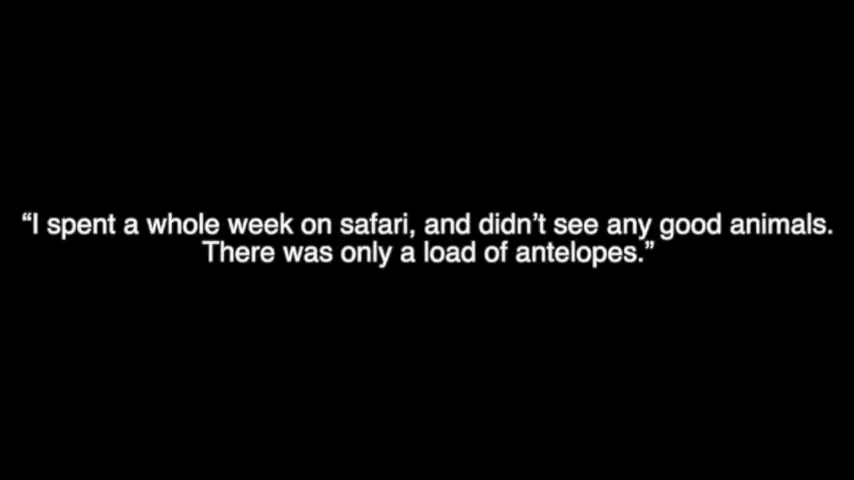 “I spent a whole week on safari, and didn’t see any good animals.
There was only a load of antelopes.”